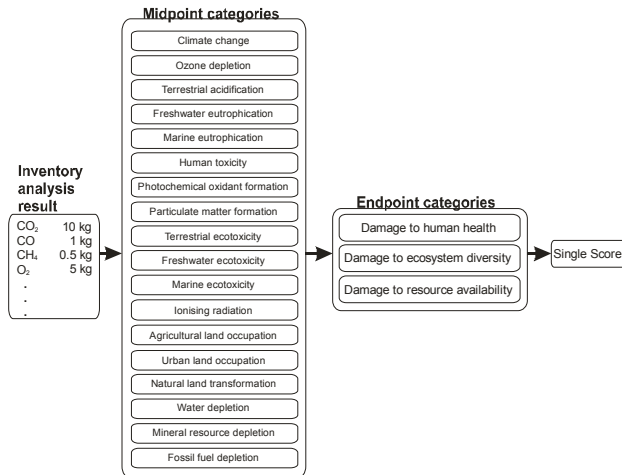 Midpoint categories
Climate change
Ozone depletion
Terrestrial acidification
Freshwater eutrophication
Marine eutrophication
Human toxicity
Photochemical oxidant formation
Particulate matter formation
Terrestrial ecotoxicity
Freshwater ecotoxicity
Marine ecotoxicity
Ionising radiation
Agricultural land occupation
Urban land occupation
Natural land transformation
Water depletion
Mineral resource depletion
Fossil fuel depletion
Inventory
analysis
result
CO₂ 10 kg
CO 1 kg
CH₄ 0.5 kg
O₂ 5 kg
.
.
.
Endpoint categories
Damage to human health
Damage to ecosystem diversity
Damage to resource availability
Single Score